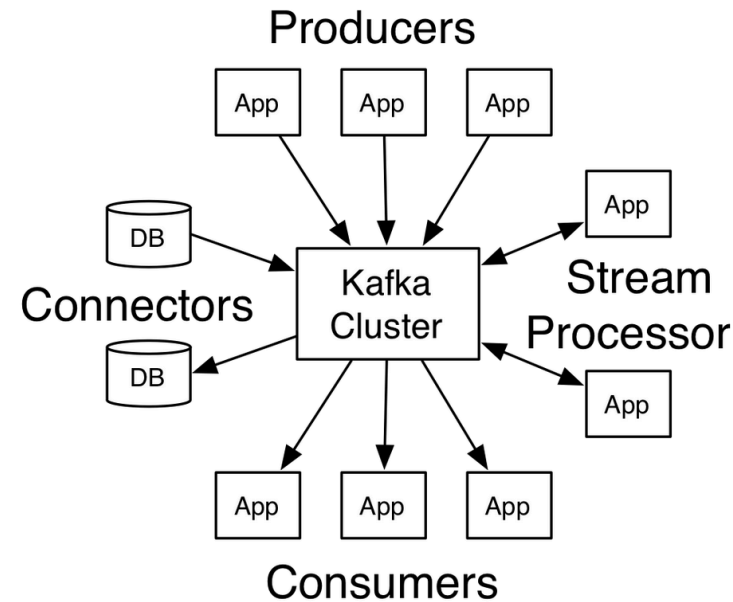 Producers
App
App
App
DB
App
Kafka
Cluster
Connectors
Stream
Processor
DB
App
App
App
App
Consumers